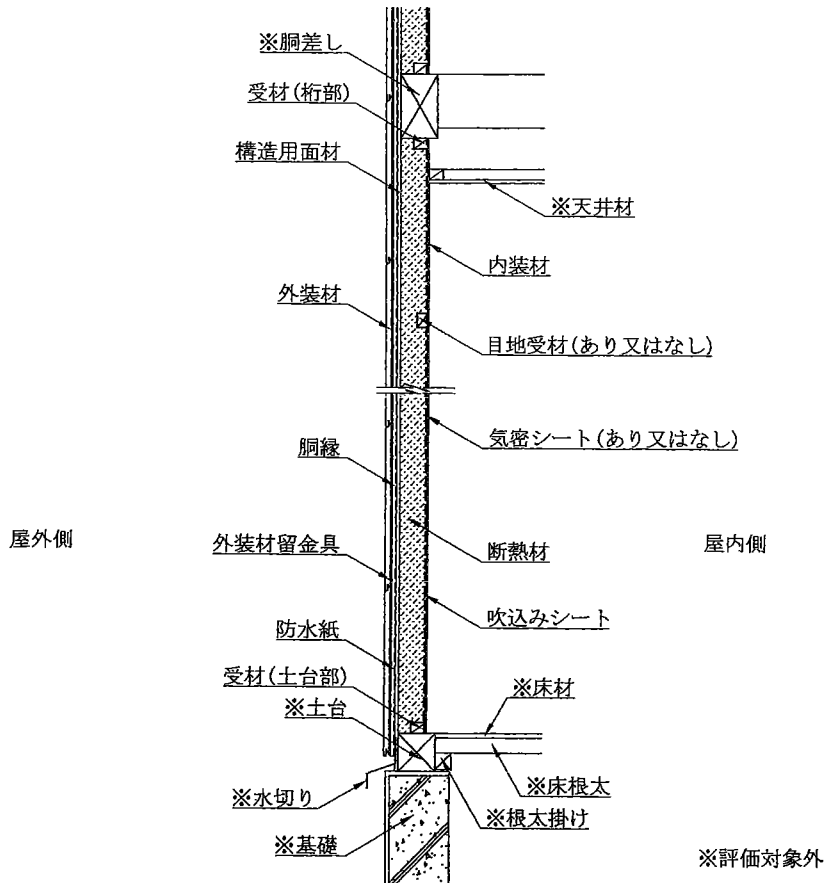 ※胴差し
受材(桁部)
構造用面材
※天井材
内装材
外装材
目地受材(あり又はなし)
気密シート(あり又はなし)
胴縁
屋外側
外装材留金具
断熱材
屋内側
吹込みシート
防水紙
受材(土台部)
※床材
※土台
※床根太
※水切り
※根太掛け
※基礎
※評価対象外